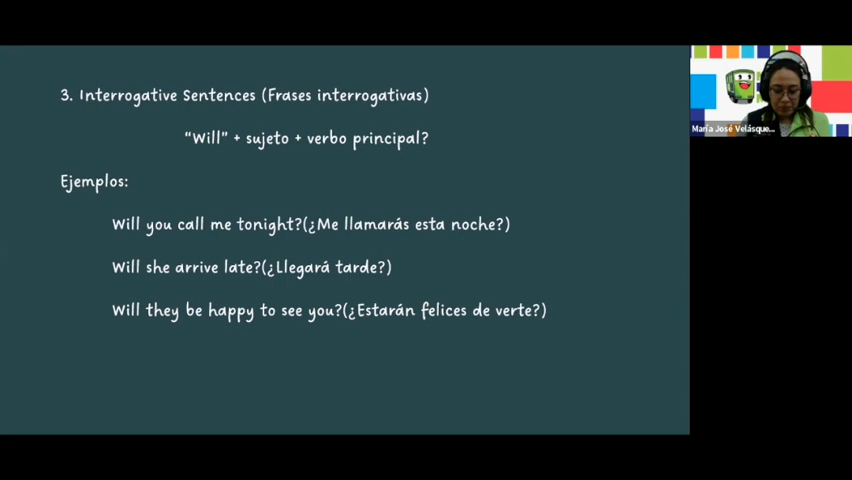 3. Interrogative Sentences (Frases interrogativas)
“Will” + sujeto + verbo principal?
Ejemplos:
Will you call me tonight?(¿Me llamarás esta noche?)
Will she arrive late?(¿Llegará tarde?)
Will they be happy to see you?(¿Estarán felices de verte?)
María José Velásque...